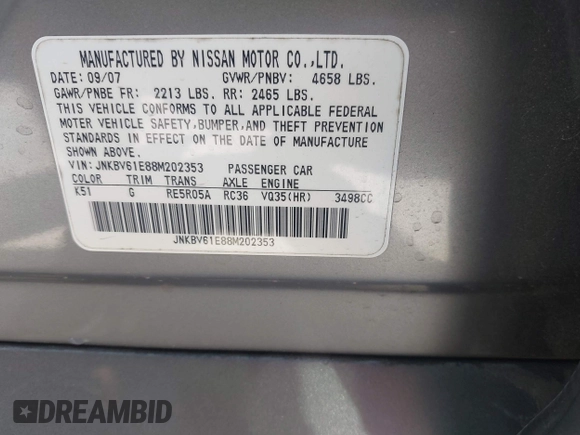 MANUFACTURED BY NISSAN MOTOR CO.,LTD.
DATE: 09/07 GVWR/PNBV: 4658 LBS.
GAWR/PNBE FR: 2213 LBS. RR: 2465 LBS.
THIS VEHICLE CONFORMS TO ALL APPLICABLE FEDERAL
MOTER VEHICLE SAFETY,BUMPER,AND THEFT PREVENTION
STANDARDS IN EFFECT ON THE DATE OF MANUFACTURE
SHOWN ABOVE.
VIN: JNKBV61E88M202353 PASSENGER CAR
COLOR TRIM TRANS AXLE ENGINE
K51 G RE5R05A RC36 VQ35(HR) 3498CC
JNKBV61E88M202353
DREAMBID